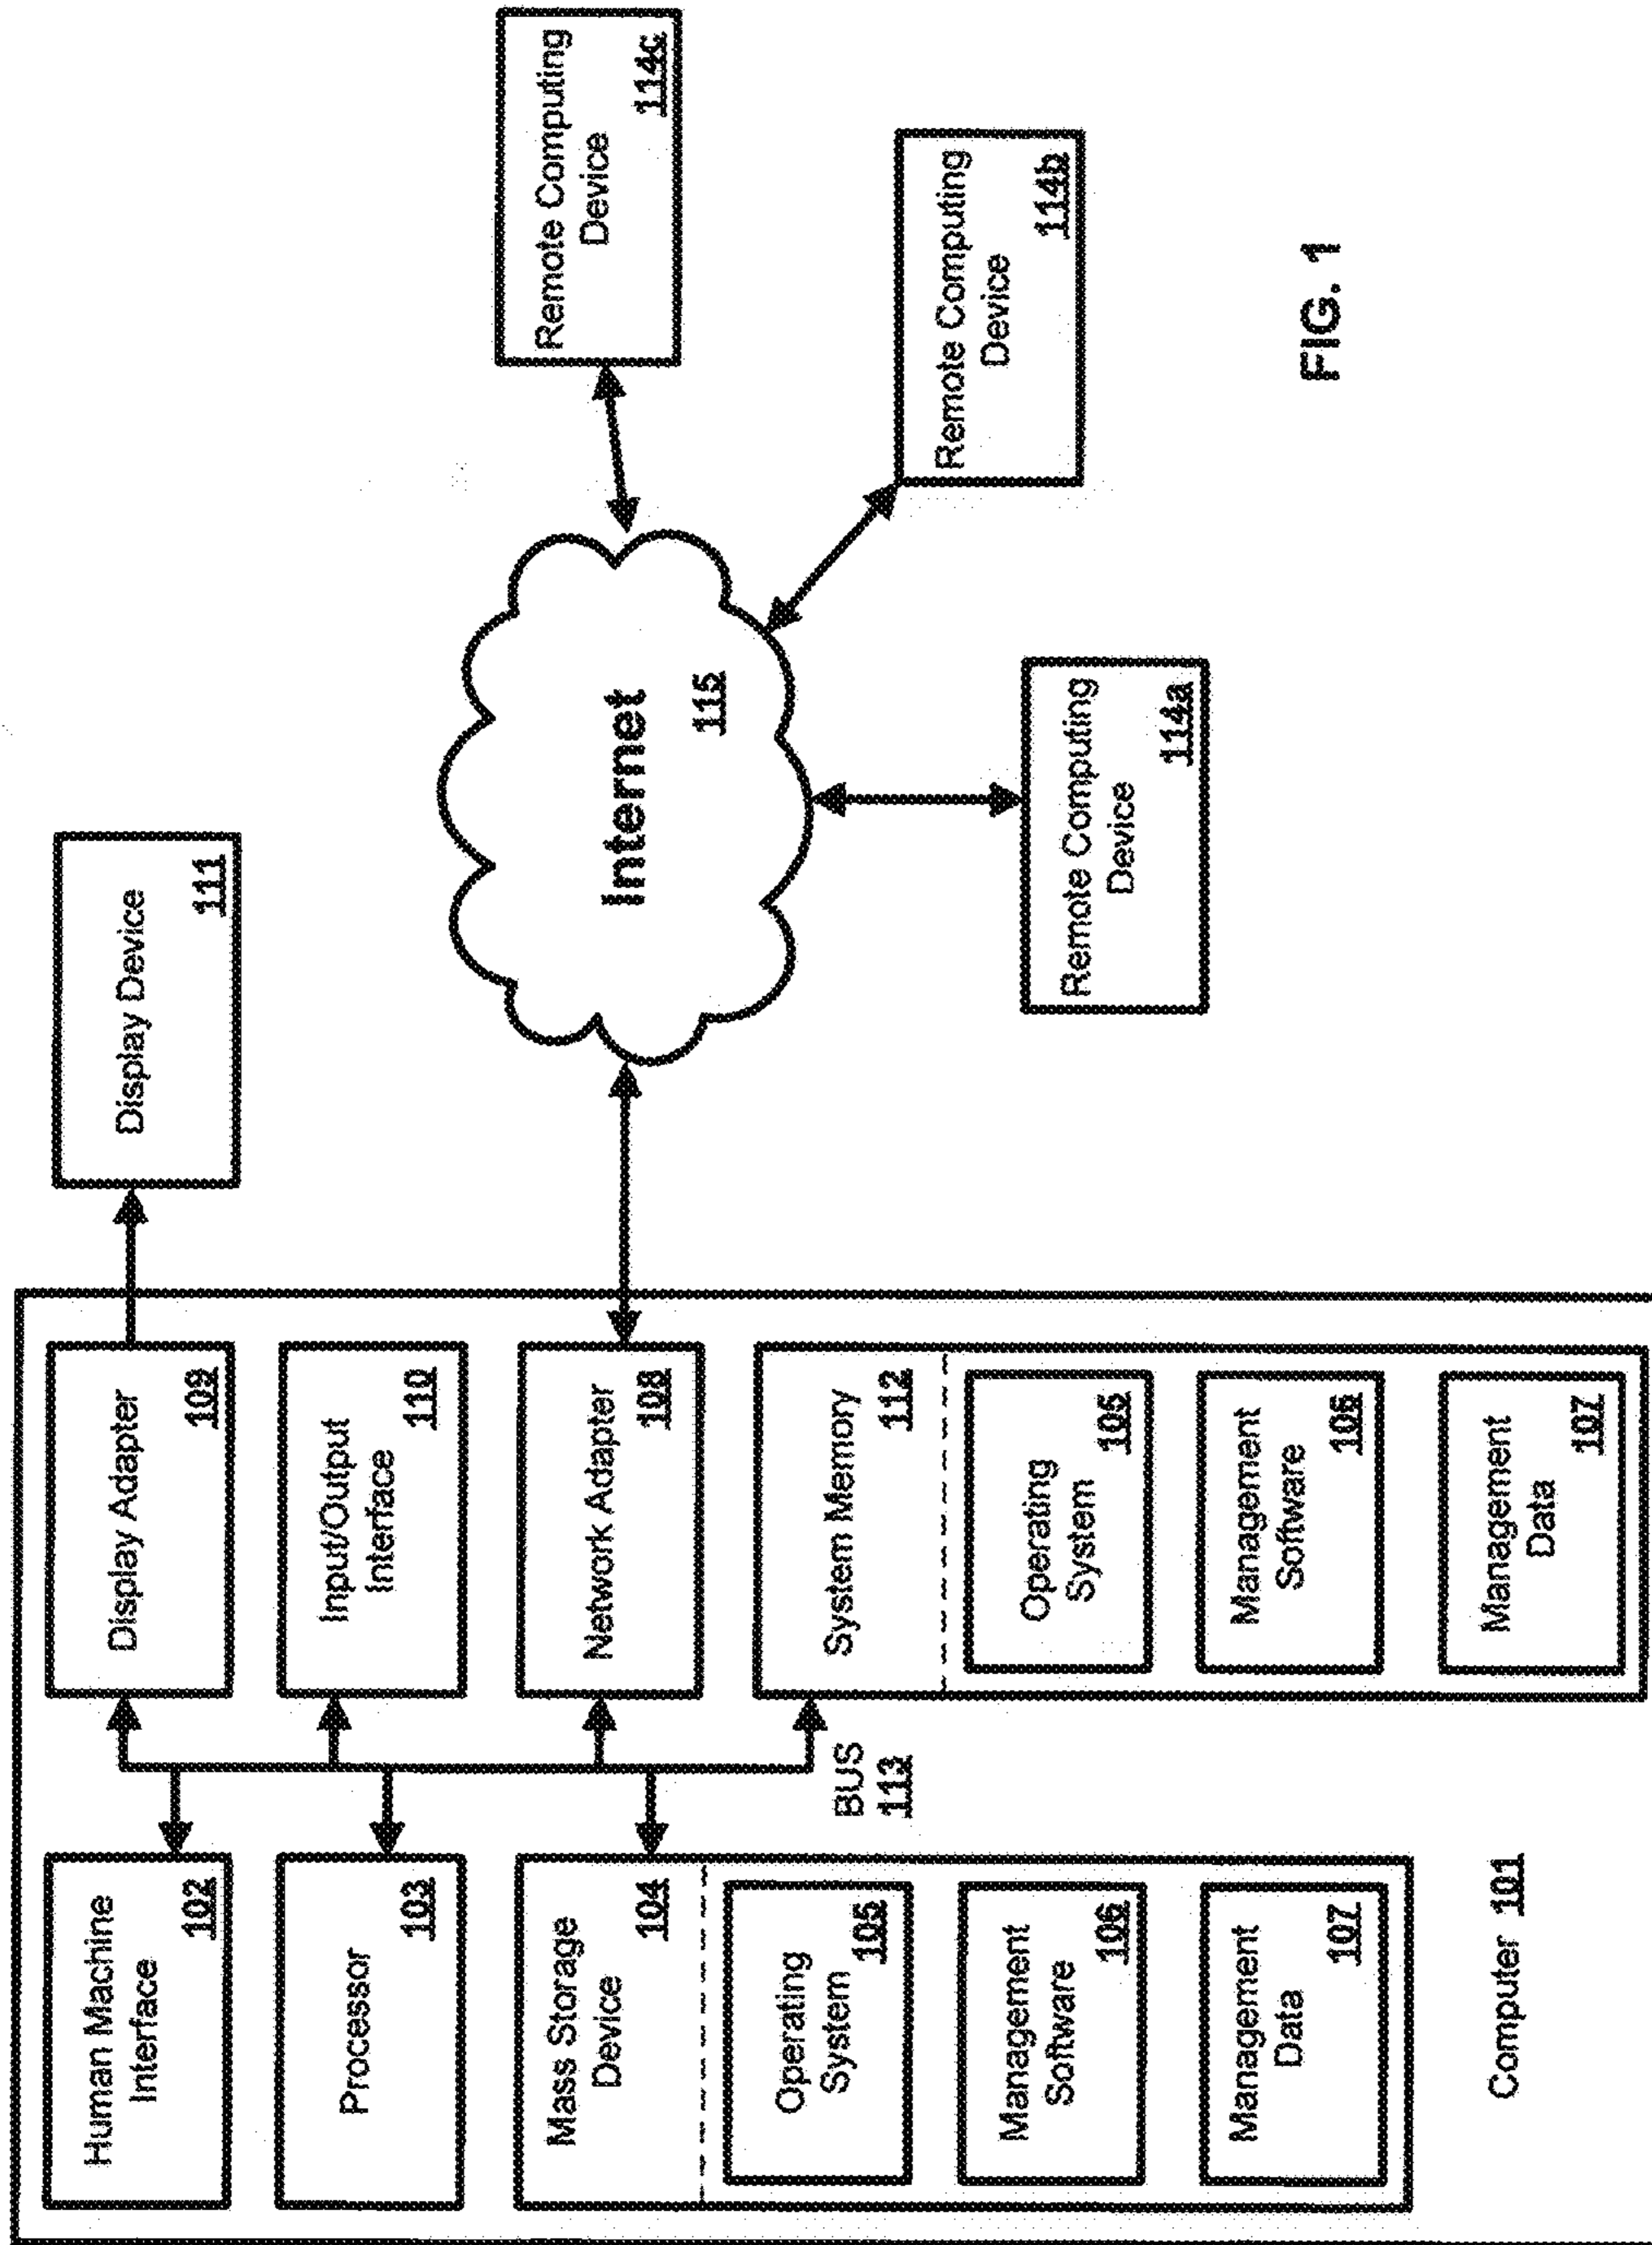 Human Machine
Interface
102
Processor
103
Mass Storage
Device
104
Operating
System
105
Management
Software
106
Management
Data
107
Computer 101
BUS
113
Display Adapter
109
Input/Output
Interface
110
Network Adapter
108
System Memory
112
Operating
System
105
Management
Software
106
Management
Data
107
Display Device
111
Internet
115
Remote Computing
Device
114a
Remote Computing
Device
114b
Remote Computing
Device
114c
FIG. 1